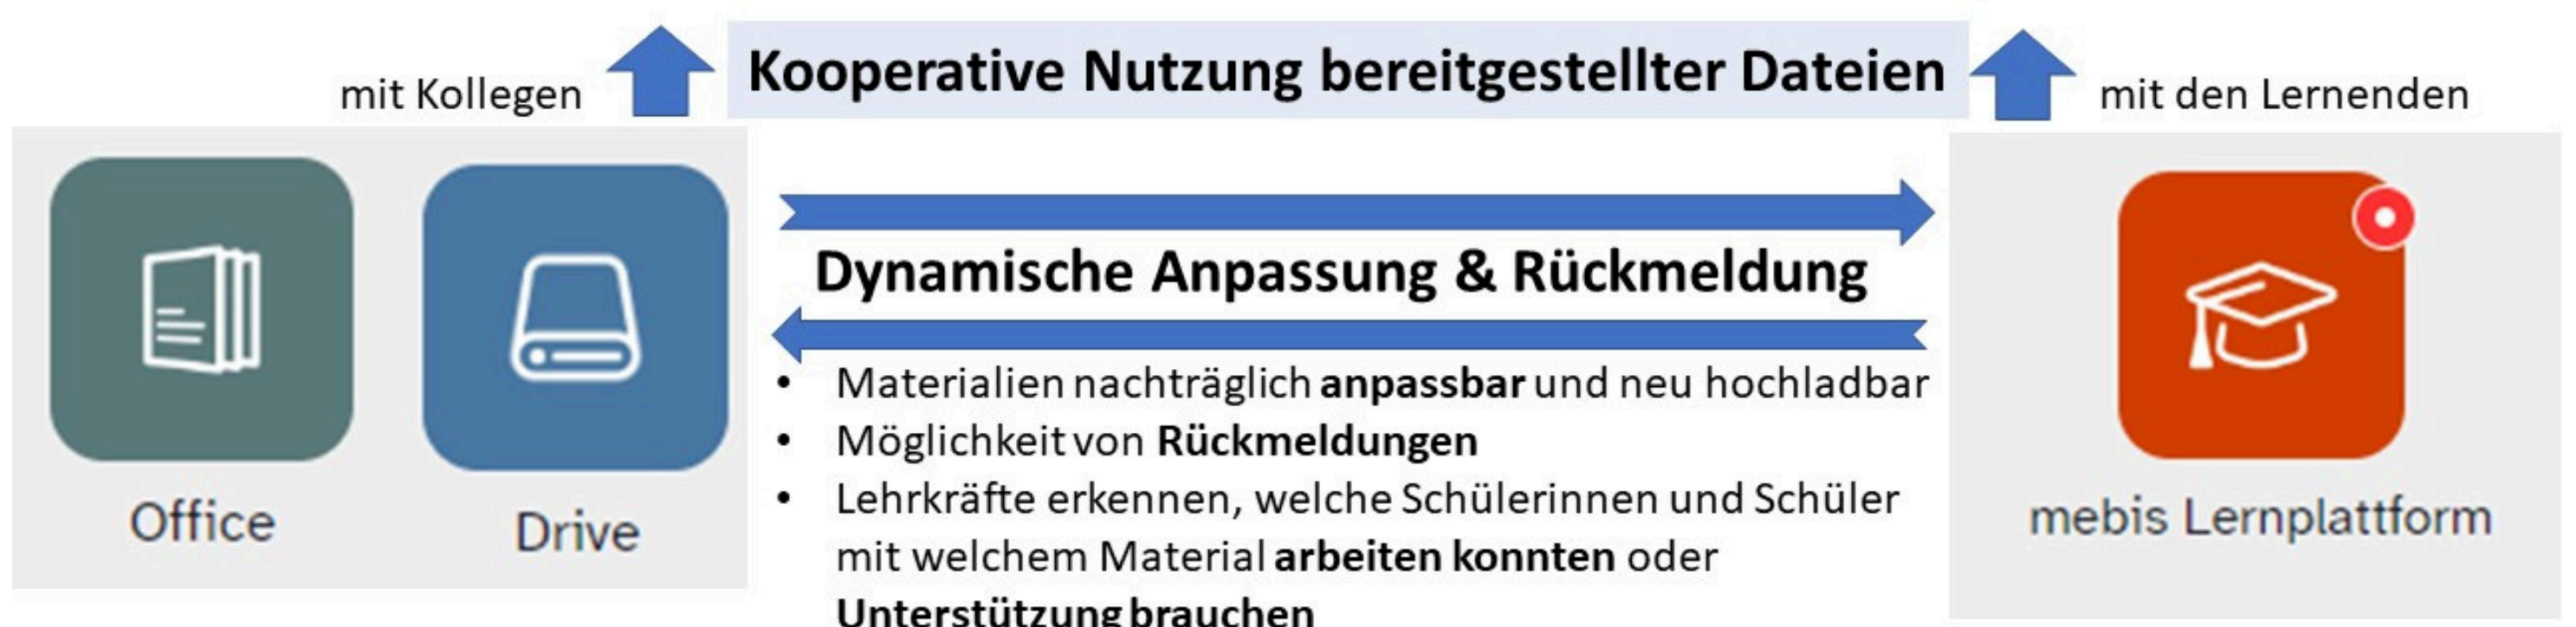 mit Kollegen
Kooperative Nutzung bereitgestellter Dateien
mit den Lernenden
Dynamische Anpassung & Rückmeldung
• Materialien nachträglich anpassbar und neu hochladbar
• Möglichkeit von Rückmeldungen
• Lehrkräfte erkennen, welche Schülerinnen und Schüler
mit welchem Material arbeiten konnten oder
Unterstützung brauchen
Office
Drive
mebis Lernplattform